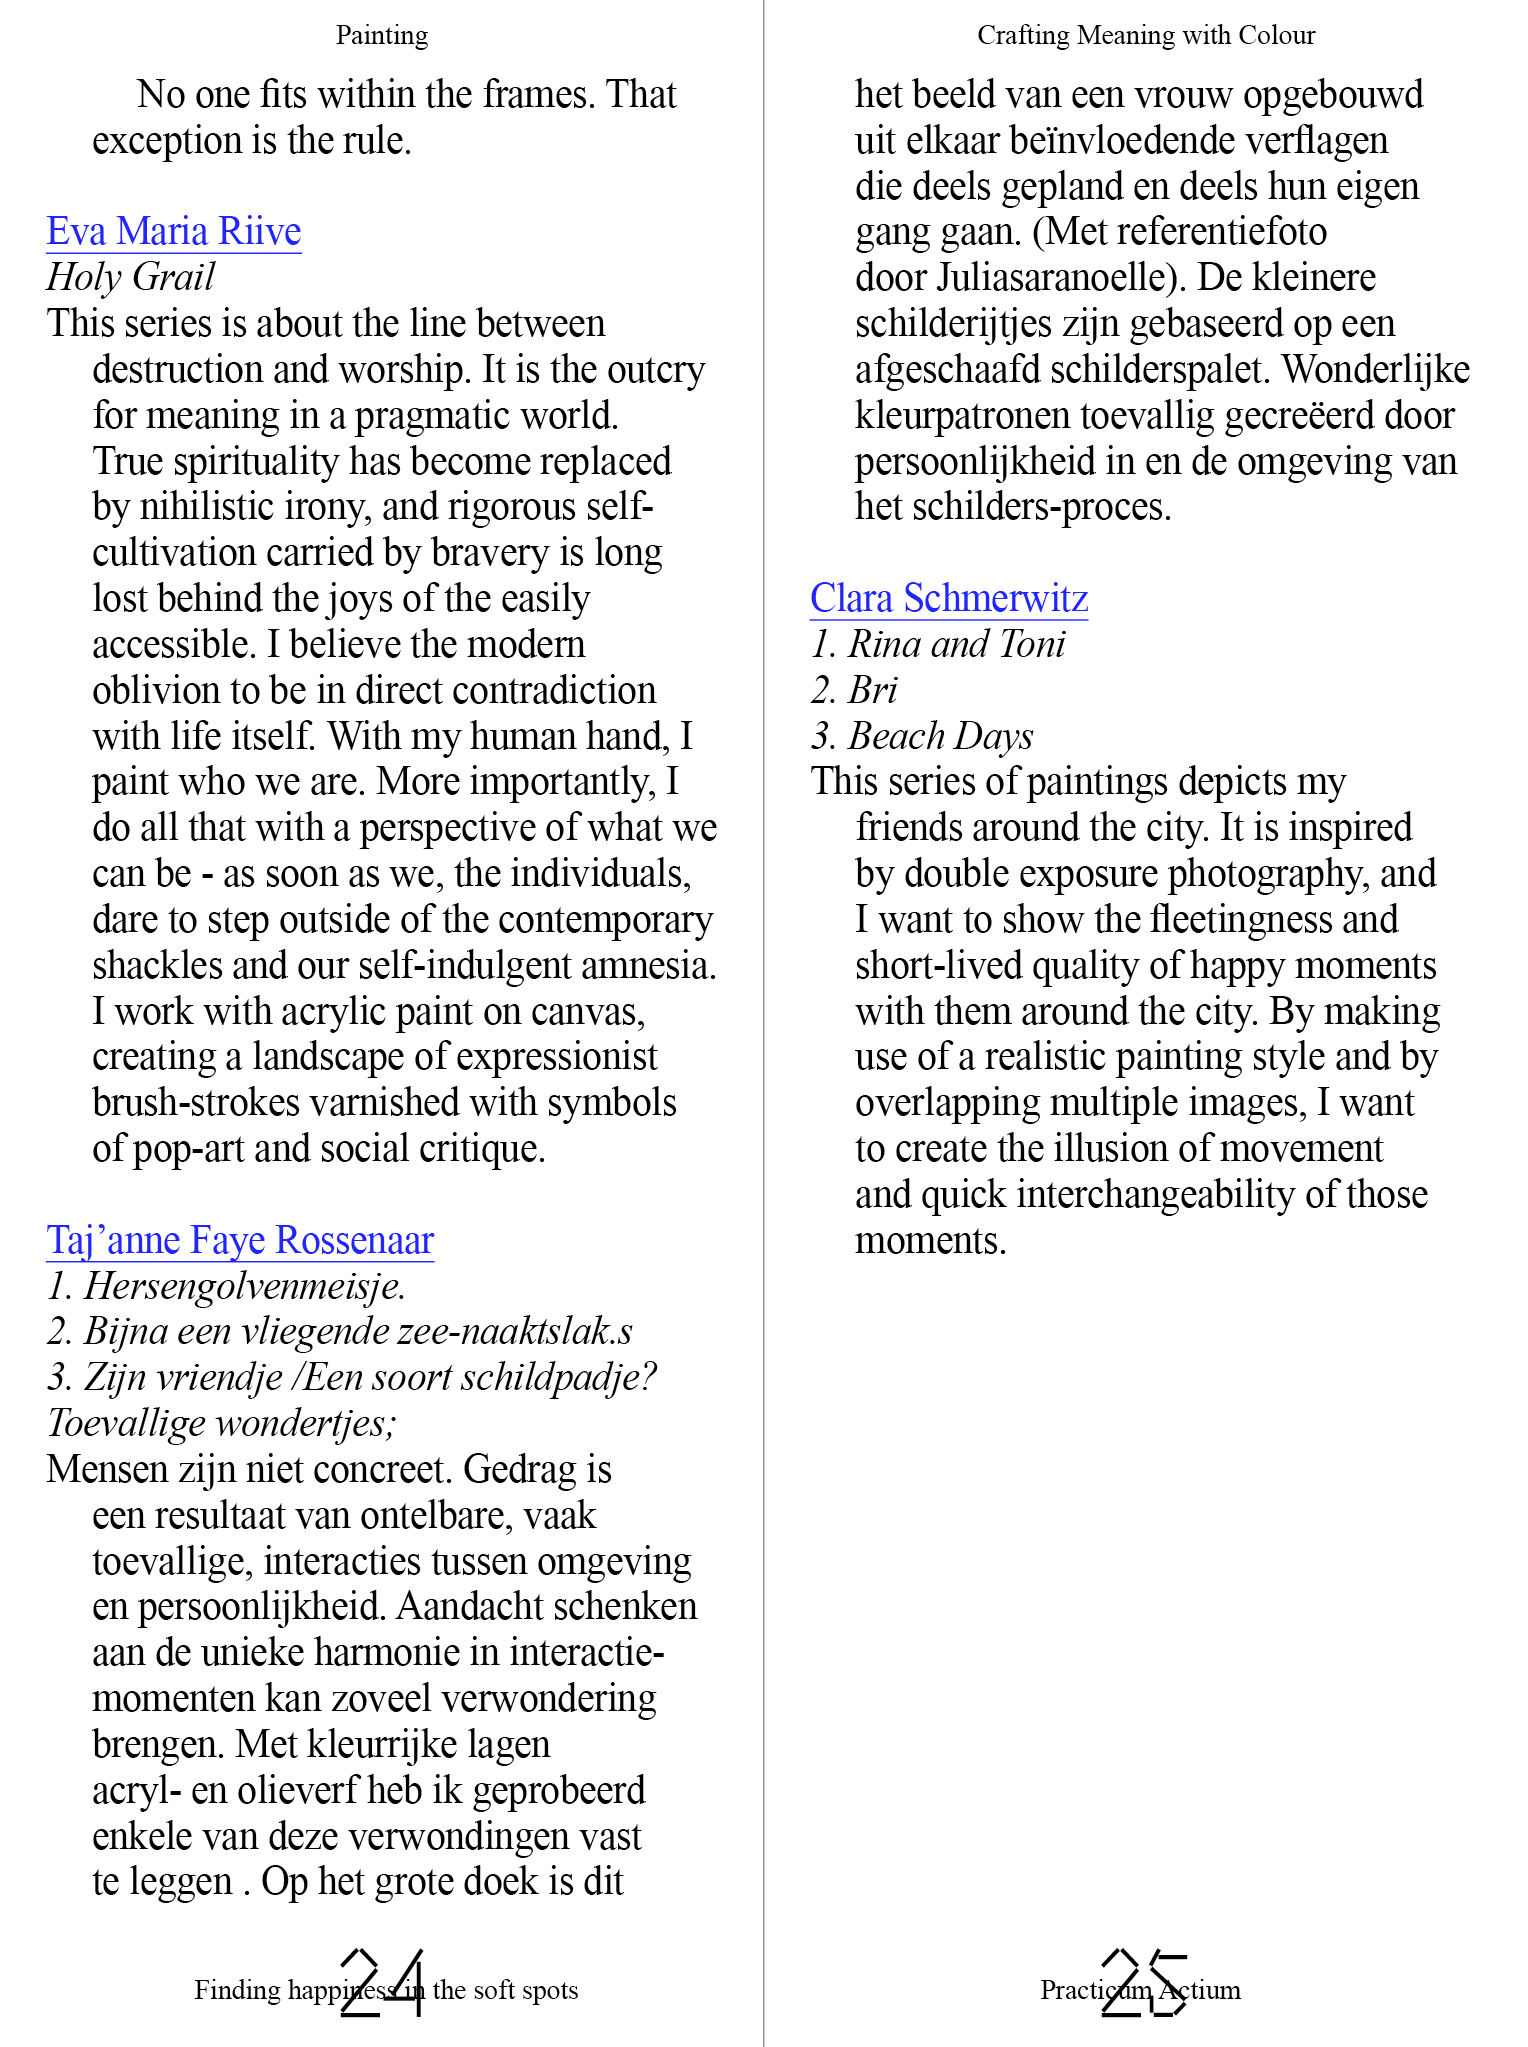 Painting
No one fits within the frames. That
exception is the rule.
Eva Maria Riive
Holy Grail
This series is about the line between
destruction and worship. It is the outcry
for meaning in a pragmatic world.
True spirituality has become replaced
by nihilistic irony, and rigorous self-
cultivation carried by bravery is long
lost behind the joys of the easily
accessible. I believe the modern
oblivion to be in direct contradiction
with life itself. With my human hand, I
paint who we are. More importantly, I
do all that with a perspective of what we
can be - as soon as we, the individuals,
dare to step outside of the contemporary
shackles and our self-indulgent amnesia.
I work with acrylic paint on canvas,
creating a landscape of expressionist
brush-strokes varnished with symbols
of pop-art and social critique.
Taj’anne Faye Rossenaar
1. Hersengolvenmeisje.
2. Bijna een vliegende zee-naaktslak.s
3. Zijn vriendje /Een soort schildpadje?
Toevallige wondertjes;
Mensen zijn niet concreet. Gedrag is
een resultaat van ontelbare, vaak
toevallige, interacties tussen omgeving
en persoonlijkheid. Aandacht schenken
aan de unieke harmonie in interactie-
momenten kan zoveel verwondering
brengen. Met kleurrijke lagen
acryl- en olieverf heb ik geprobeerd
enkele van deze verwondingen vast
te leggen . Op het grote doek is dit
24
Finding happiness in the soft spots
Crafting Meaning with Colour
het beeld van een vrouw opgebouwd
uit elkaar beïnvloedende verflagen
die deels gepland en deels hun eigen
gang gaan. (Met referentiefoto
door Juliasaranoelle). De kleinere
schilderijtjes zijn gebaseerd op een
afgeschaafd schilderspalet. Wonderlijke
kleurpatronen toevallig gecreëerd door
persoonlijkheid in en de omgeving van
het schilders-proces.
Clara Schmerwitz
1. Rina and Toni
2. Bri
3. Beach Days
This series of paintings depicts my
friends around the city. It is inspired
by double exposure photography, and
I want to show the fleetingness and
short-lived quality of happy moments
with them around the city. By making
use of a realistic painting style and by
overlapping multiple images, I want
to create the illusion of movement
and quick interchangeability of those
moments.
25
Practicum Actium